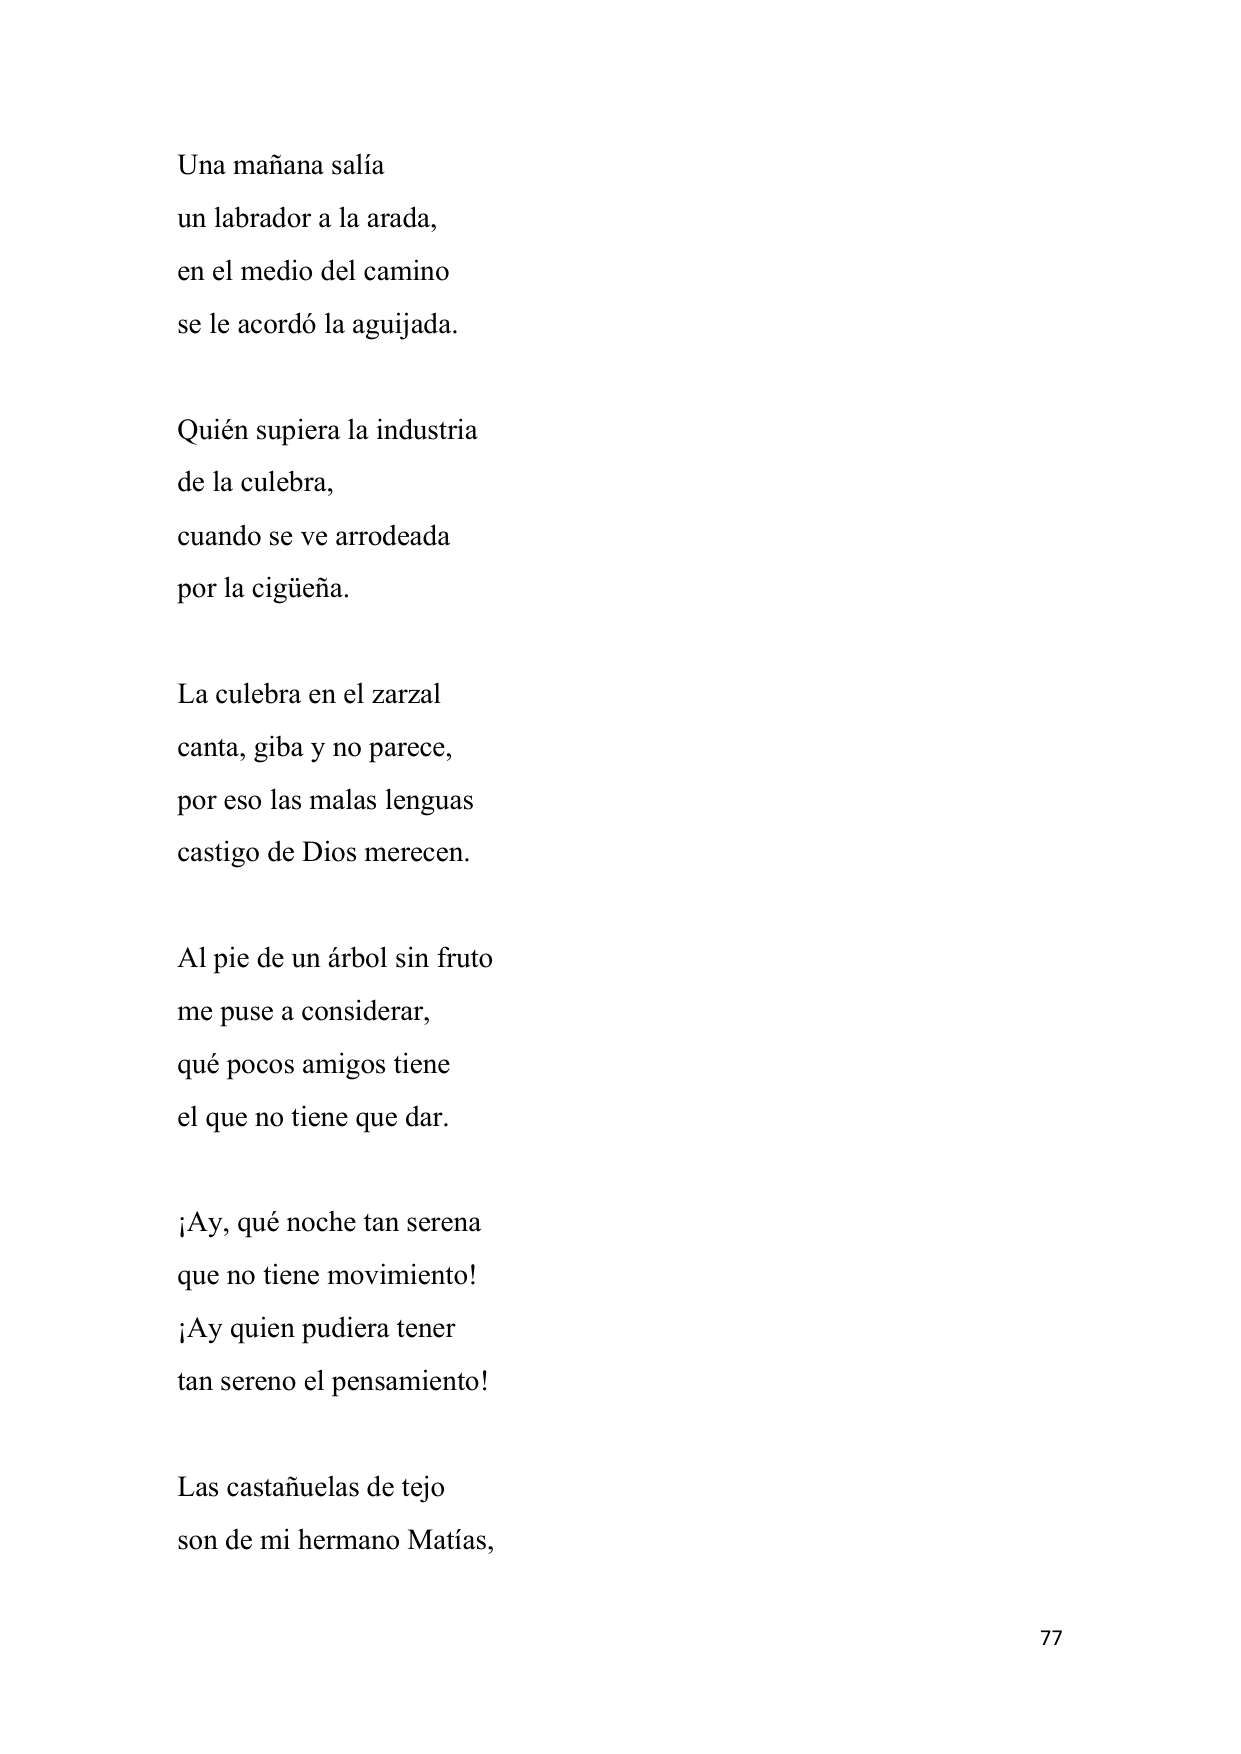 Una mañana salía
un labrador a la arada,
en el medio del camino
se le acordó la aguijada.
Quién supiera la industria
de la culebra,
cuando se ve arrodeada
por la cigüeña.
La culebra en el zarzal
canta, giba y no parece,
por eso las malas lenguas
castigo de Dios merecen.
Al pie de un árbol sin fruto
me puse a considerar,
qué pocos amigos tiene
el que no tiene que dar.
¡Ay, qué noche tan serena
que no tiene movimiento!
¡Ay quien pudiera tener
tan sereno el pensamiento!
Las castañuelas de tejo
son de mi hermano Matías,
77